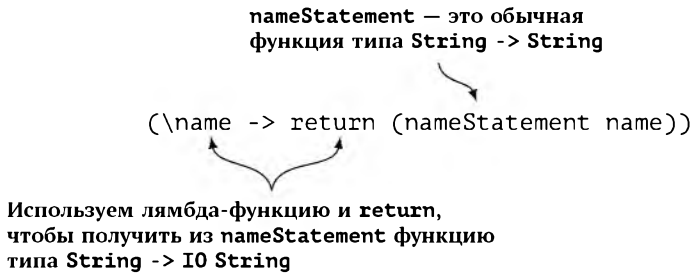 nameStatement — это обычная
функция типа String -> String
(\name -> return (nameStatement name))
Используем лямбда-функцию и return,
чтобы получить из nameStatement функцию
типа String -> IO String